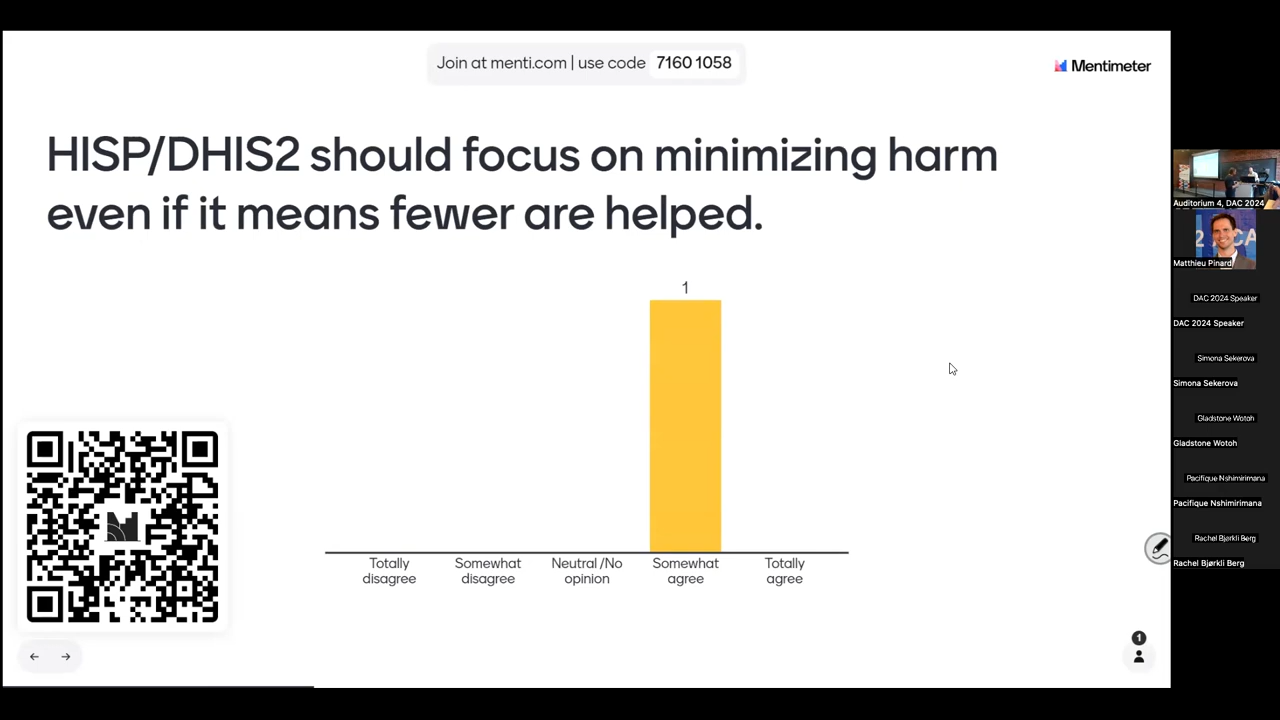 Join at menti.com | use code 7160 1058
Mentimeter
HISP/DHIS2 should focus on minimizing harm
even if it means fewer are helped.
1
Totally
disagree
Somewhat
disagree
Neutral /No
opinion
Somewhat
agree
Totally
agree
1
Auditorium 4, DAC 2024
2 ACA
Matthieu Pinard
DAC 2024 Speaker
DAC 2024 Speaker
Simona Sekerova
Simona Sekerova
Gladstone Wotoh
Gladstone Wotoh
Pacifique Nshimirimana
Pacifique Nshimirimana
Rachel Bjørkli Berg
Rachel Bjørkli Berg